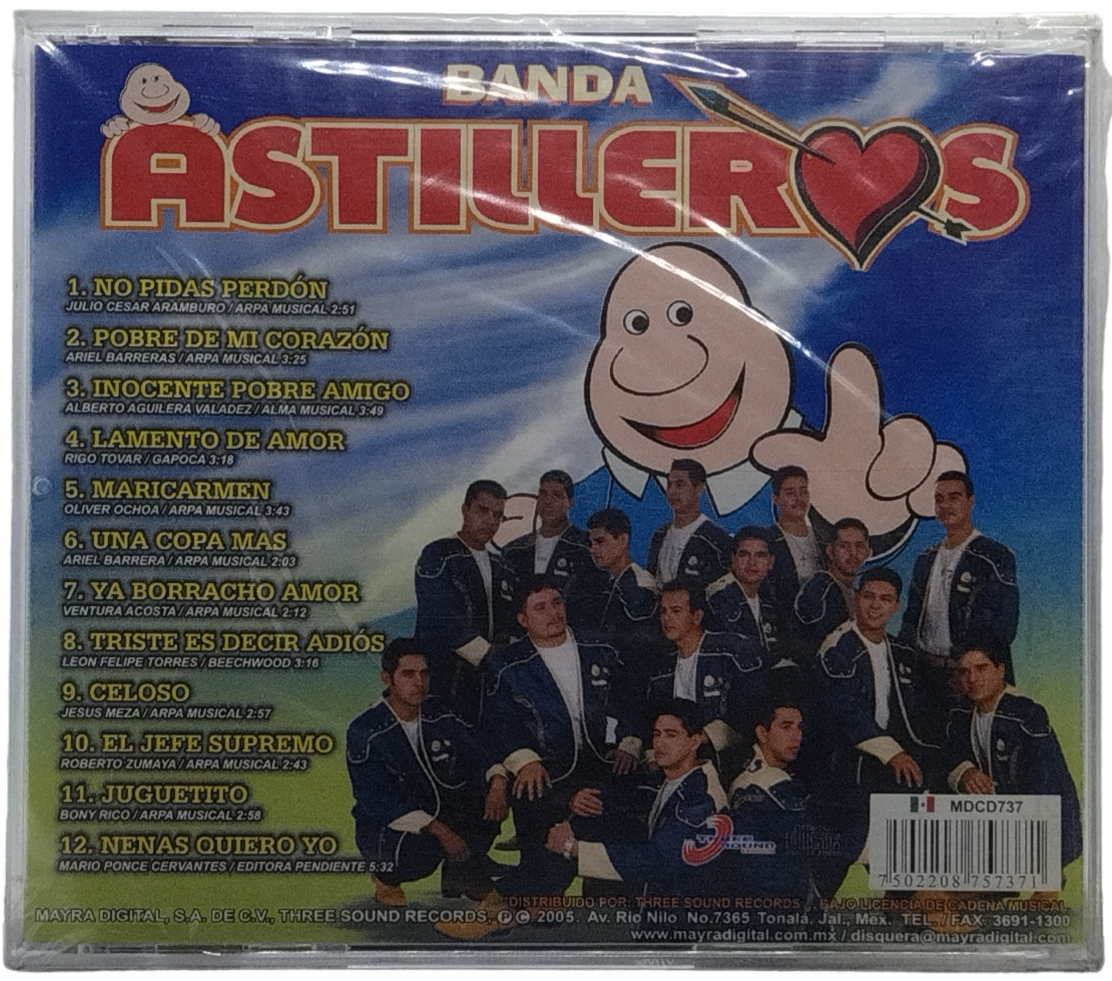 BANDA
ASTILLEROS
1. NO PIDAS PERDÓN
JULIO CESAR ARAMBURO / ARPA MUSICAL 2:51
2. POBRE DE MI CORAZÓN
ARIEL BARRERAS / ARPA MUSICAL 3:25
3. INOCENTE POBRE AMIGO
ALBERTO AGUILERA VALADEZ / ALMA MUSICAL 3:49
4. LAMENTO DE AMOR
RIGO TOVAR / GAPOCA 3:18
5. MARICARMEN
OLIVER OCHOA / ARPA MUSICAL 3:43
6. UNA COPA MAS
ARIEL BARRERA / ARPA MUSICAL 2:03
7. YA BORRACHO AMOR
VENTURA ACOSTA / ARPA MUSICAL 2:12
8. TRISTE ES DECIR ADIÓS
LEON FELIPE TORRES / BEECHWOOD 3:16
9. CELOSO
JESUS MEZA / ARPA MUSICAL 2:57
10. EL JEFE SUPREMO
ROBERTO ZUMAYA / ARPA MUSICAL 2:43
11. JUGUETITO
BONY RICO / ARPA MUSICAL 2:58
12. NENAS QUIERO YO
MARIO PONCE CERVANTES / EDITORA PENDIENTE 5:32
THREE SOUND
MDCD737
7 502208 757371
DISTRIBUIDO POR: THREE SOUND RECORDS / BAJO LICENCIA DE CADENA MUSICAL
MAYRA DIGITAL, S.A. DE C.V., THREE SOUND RECORDS, Ⓟ © 2005. Av. Rio Nilo No.7365 Tonalá. Jal., Mex. TEL. / FAX. 3691-1300
www.mayradigital.com.mx / disquera@mayradigital.com